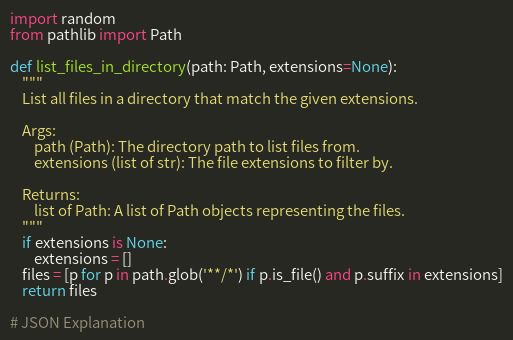 import random
from pathlib import Path

def list_files_in_directory(path: Path, extensions=None):
    """
    List all files in a directory that match the given extensions.

    Args:
        path (Path): The directory path to list files from.
        extensions (list of str): The file extensions to filter by.

    Returns:
        list of Path: A list of Path objects representing the files.
    """
    if extensions is None:
        extensions = []
    files = [p for p in path.glob('**/*') if p.is_file() and p.suffix in extensions]
    return files

# JSON Explanation